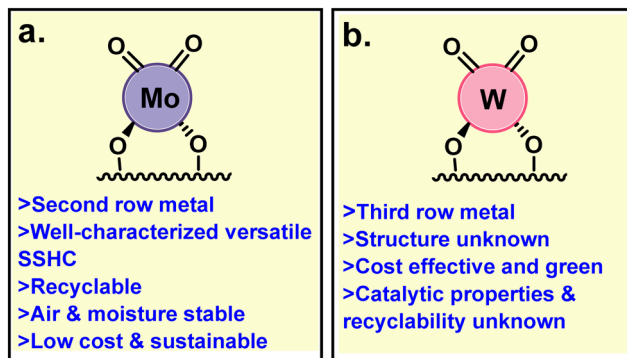 a.
O O
Mo
O O
>Second row metal
>Well-characterized versatile
SSHC
>Recyclable
>Air & moisture stable
>Low cost & sustainable
b.
O O
W
O O
>Third row metal
>Structure unknown
>Cost effective and green
>Catalytic properties &
recyclability unknown